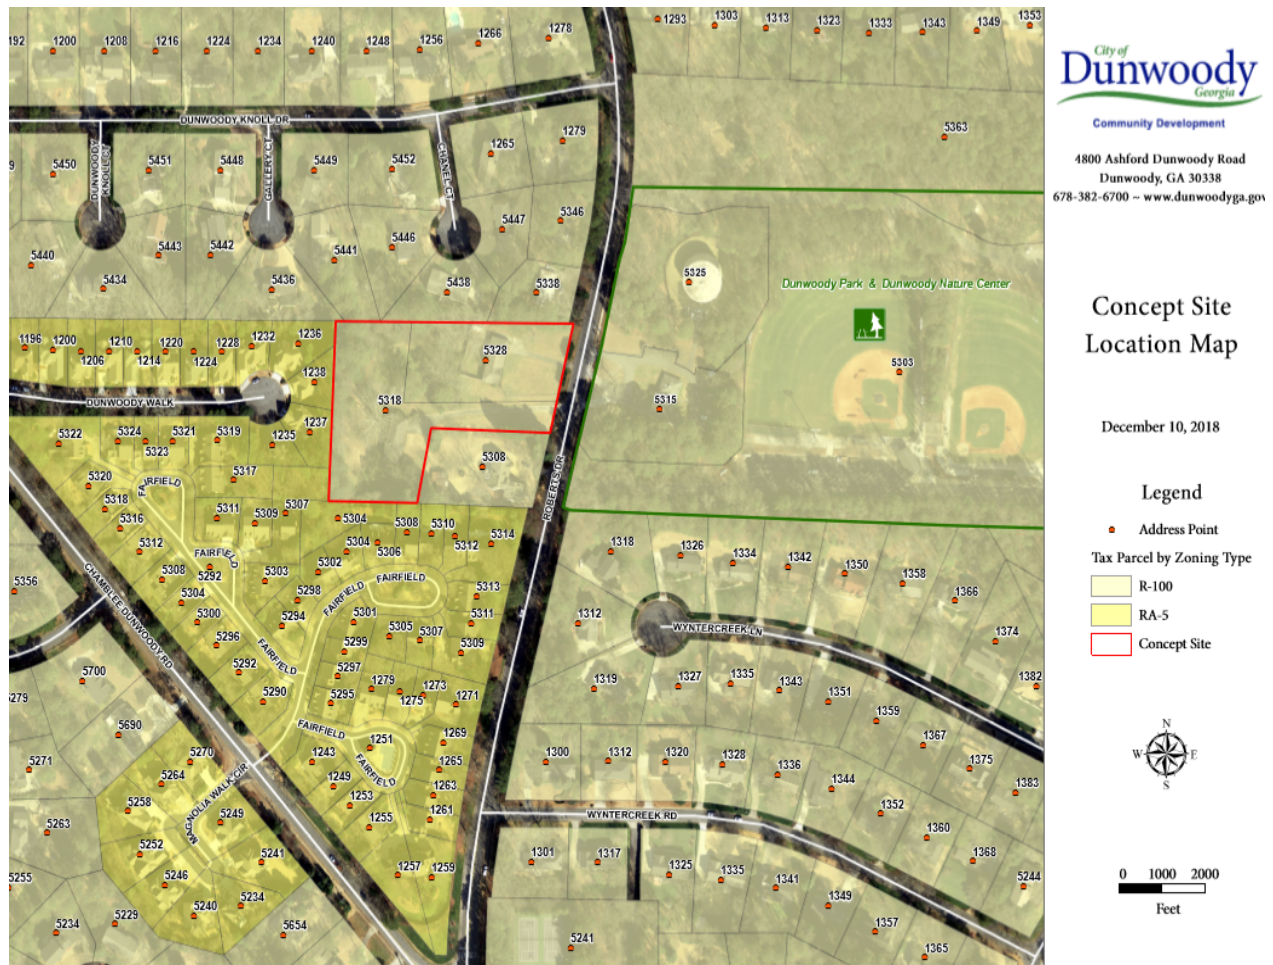 192 1200 1208 1216 1224 1234 1240 1248 1256 1266 1278 1293 1303 1313 1323 1333 1343 1349 1353
DUNWOODY KNOLL DR
DUNWOODY
KNOLL CT
GALLERY CT
CHANEL CT
1265 1279 5363
9 5450 5451 5448 5449 5452
5447 5346
5440 5443 5442 5441 5446
5434 5436 5438 5338
5325
Dunwoody Park & Dunwoody Nature Center
1196 1200 1210 1220 1228 1232 1236
1206 1214 1224
1238
5328
5303
DUNWOODY WALK
5318
5315
5322 5324 5321 5319 1235 1237
5323
5308
ROBERTS DR
5320 5317
FAIRFIELD
5318 5316 5311 5309 5307
5312
5304 5308 5310 5314
5304 5306 5312
FAIRFIELD
5308 5292 5303 5302
5304 5298
FAIRFIELD
FAIRFIELD
5313
5300 5294 5301 5311
5296 5305 5307 5309
5299
FAIRFIELD
5292 5297
5290 5295 1279 1275 1273 1271
CHAMBLEE DUNWOODY RD
5356
5700
5279
5690
5271
5263
5255
FAIRFIELD
1269
1251
1243 1265
FAIRFIELD
1249 1263
1253 1261
1255
1257 1259
5270
5264
MAGNOLIA WALK CIR
5258 5249
5252 5241
5246 5234
5240
5234 5229 5654
1318 1326 1334 1342 1350 1358 1366
1312 1374
WYNTERCREEK LN
1319 1327 1335 1343 1351 1359 1382
1367 1375 1383
1300 1312 1320 1328 1336 1344 1352 1360 1368
WYNTERCREEK RD
1301 1317 1325 1335 1341 1349 1357 1365
5244
5241
City of
Dunwoody
Georgia
Community Development
4800 Ashford Dunwoody Road
Dunwoody, GA 30338
678-382-6700 ~ www.dunwoodyga.gov
Concept Site
Location Map
December 10, 2018
Legend
Address Point
Tax Parcel by Zoning Type
R-100
RA-5
Concept Site
N
W E
S
0 1000 2000
Feet